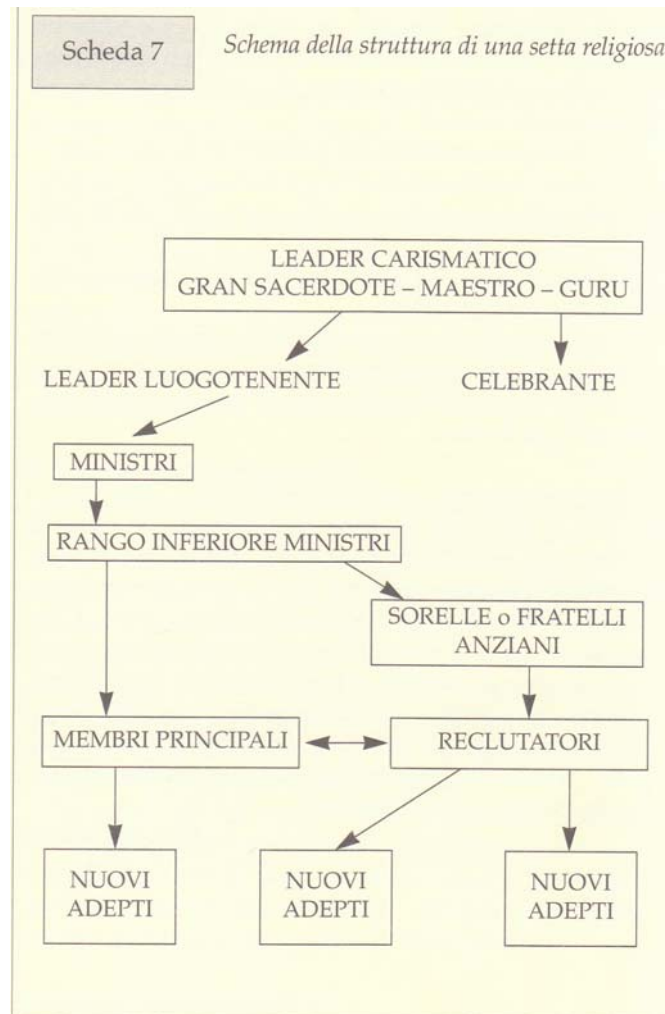 Scheda 7
Schema della struttura di una setta religiosa
LEADER CARISMATICO
GRAN SACERDOTE – MAESTRO – GURU
LEADER LUOGOTENENTE
CELEBRANTE
MINISTRI
RANGO INFERIORE MINISTRI
SORELLE o FRATELLI
ANZIANI
MEMBRI PRINCIPALI
RECLUTATORI
NUOVI
ADEPTI
NUOVI
ADEPTI
NUOVI
ADEPTI